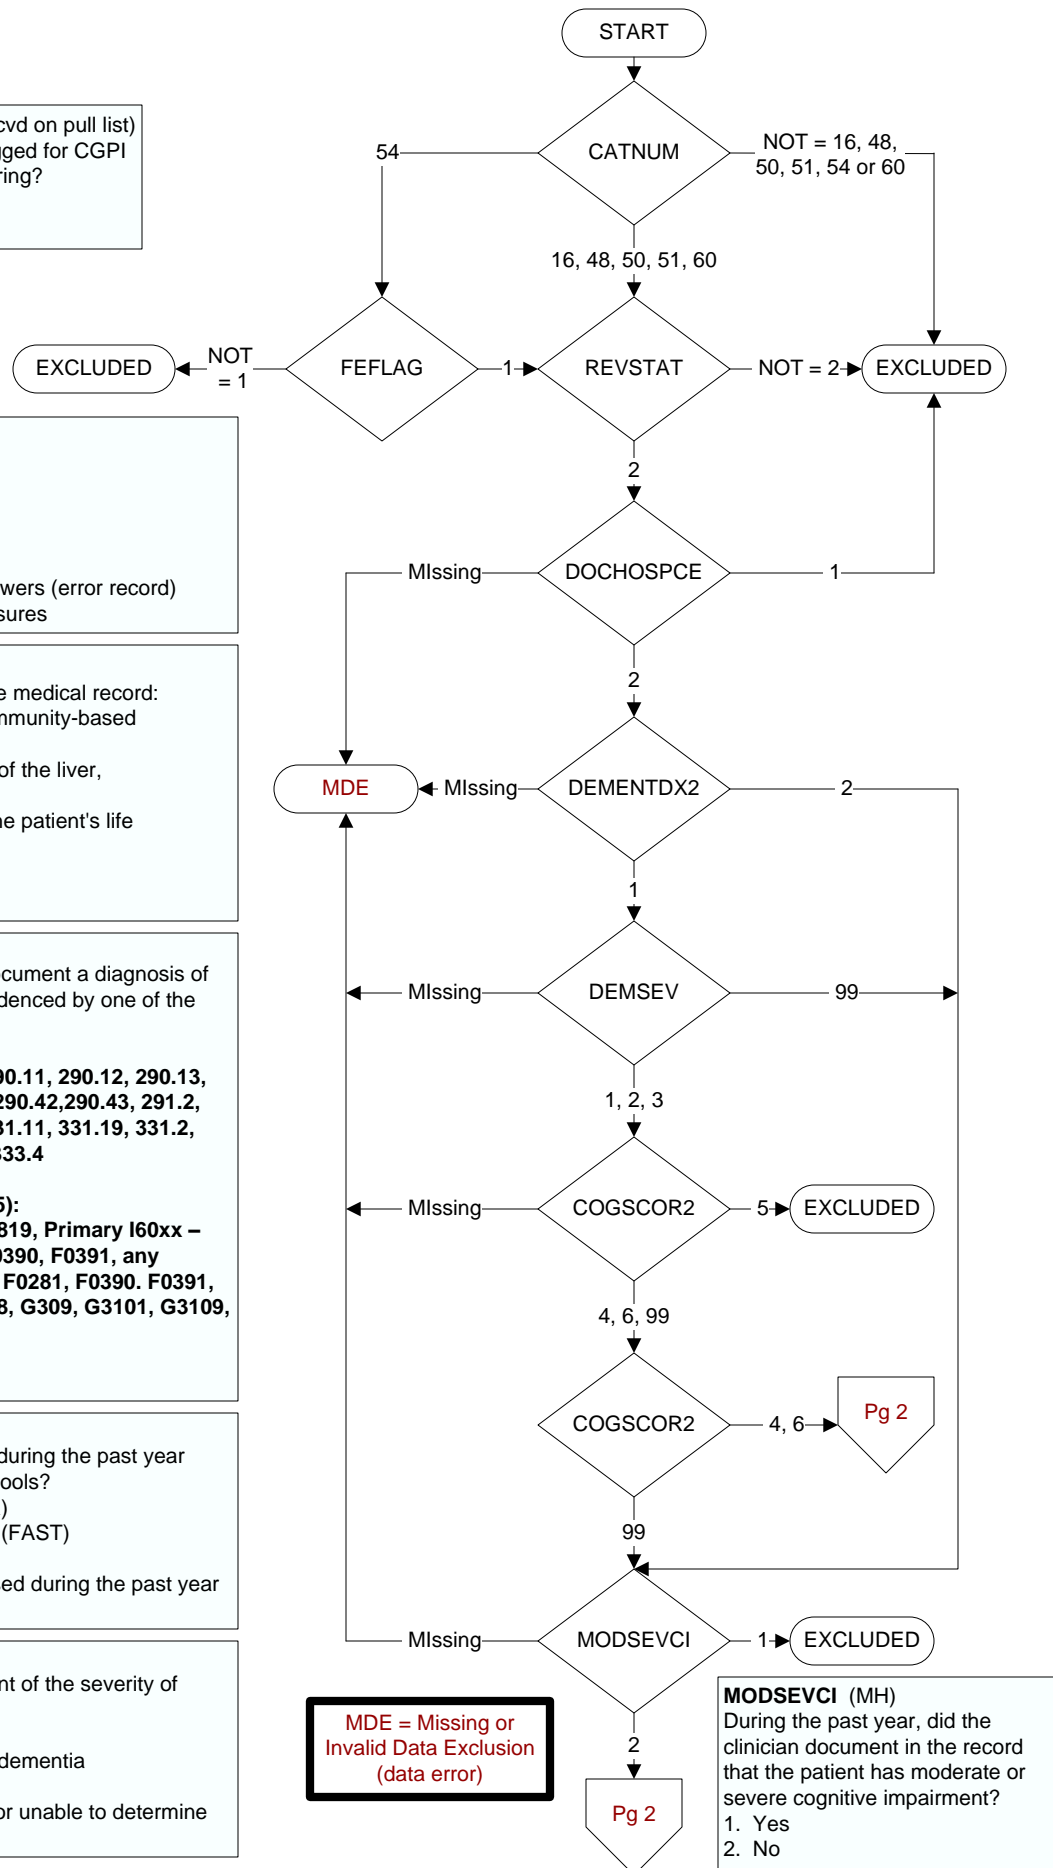 START
cvd on pull list)
gged for CGPI
ring?
CATNUM
54
NOT = 16, 48,
50, 51, 54 or 60
16, 48, 50, 51, 60
EXCLUDED
NOT
= 1
FEFLAG
1
REVSTAT
NOT = 2
EXCLUDED
2
wers (error record)
sures
MIssing
DOCHOSPCE
1
2
e medical record:
mmunity-based
of the liver,
he patient's life
MDE
MIssing
DEMENTDX2
2
1
ocument a diagnosis of
idenced by one of the
90.11, 290.12, 290.13,
290.42,290.43, 291.2,
31.11, 331.19, 331.2,
333.4
5):
819, Primary I60xx –
0390, F0391, any
F0281, F0390. F0391,
8, G309, G3101, G3109,
MIssing
DEMSEV
99
1, 2, 3
MIssing
COGSCOR2
5
EXCLUDED
4, 6, 99
COGSCOR2
4, 6
Pg 2
99
during the past year
tools?
)
(FAST)
sed during the past year
MIssing
MODSEVCI
1
EXCLUDED
2
Pg 2
nt of the severity of
dementia
or unable to determine
MDE = Missing or
Invalid Data Exclusion
(data error)
MODSEVCI (MH)
During the past year, did the
clinician document in the record
that the patient has moderate or
severe cognitive impairment?
1. Yes
2. No